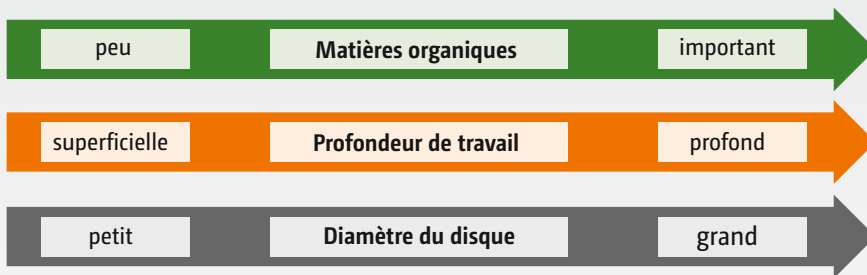 peu Matières organiques important
superficielle Profondeur de travail profond
petit Diamètre du disque grand